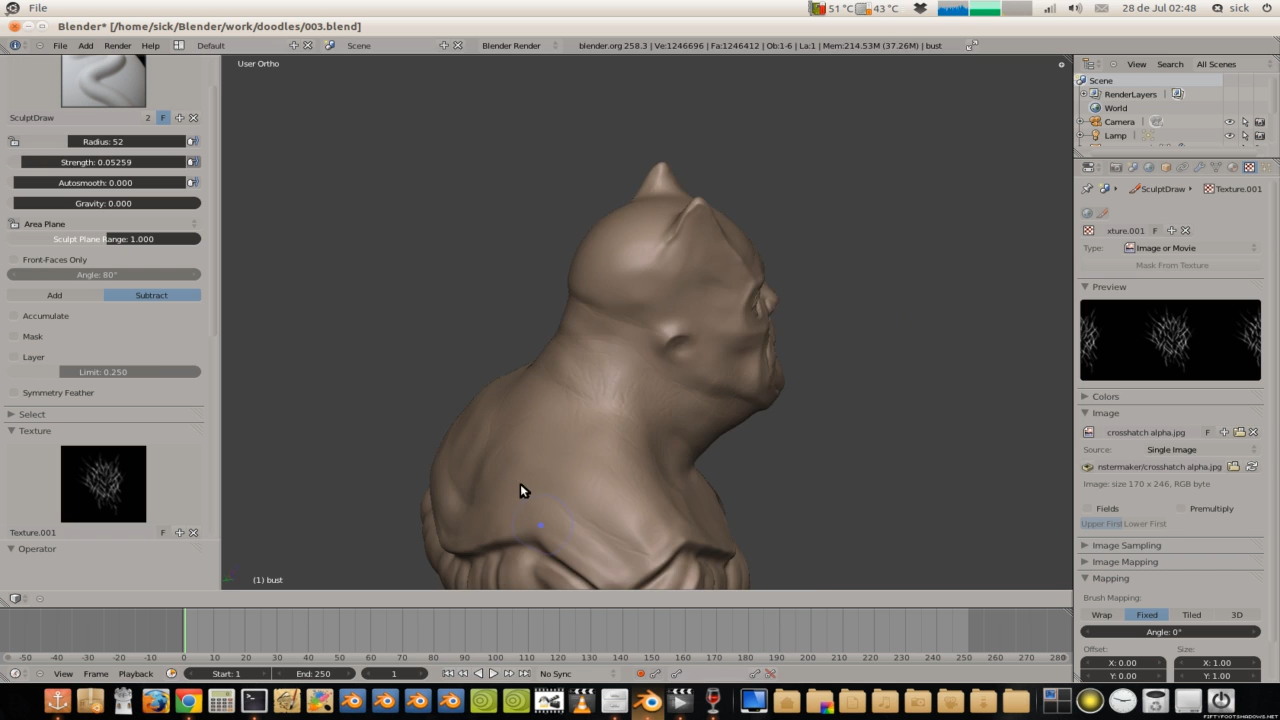 File
51 °C
43 °C
28 de Jul 02:48
sick
Blender* [/home/sick/Blender/work/doodles/003.blend]
File Add Render Help
Default
Scene
Blender Render
blender.org 258.3 | Ve:1246696 | Fa:1246412 | Ob:1-6 | La:1 | Mem:214.53M (37.26M) | bust
SculptDraw
2
F
Radius: 52
Strength: 0.05259
Autosmooth: 0.000
Gravity: 0.000
Area Plane
Sculpt Plane Range: 1.000
Front-Faces Only
Angle: 80°
Add
Subtract
Accumulate
Mask
Layer
Limit: 0.250
Symmetry Feather
Select
Texture
Texture.001
F
Operator
User Ortho
(1) bust
View Search All Scenes
Scene
RenderLayers
World
Camera
Lamp
SculptDraw
Texture.001
xture.001
F
Type:
Image or Movie
Mask From Texture
Preview
Colors
Image
crosshatch alpha.jpg
F
Source:
Single Image
nstermaker/crosshatch alpha.jpg
Image: size 170 x 246, RGB byte
Fields
Premultiply
Upper First
Lower First
Image Sampling
Image Mapping
Mapping
Brush Mapping:
Wrap
Fixed
Tiled
3D
Angle: 0°
Offset:
Size:
X: 0.00
X: 1.00
Y: 0.00
Y: 1.00
-50 -40 -30 -20 -10 0 10 20 30 40 50 60 70 80 90 100 110 120 130 140 150 160 170 180 190 200 210 220 230 240 250 260 270 280
View Frame Playback
Start: 1
End: 250
1
No Sync
FIFTYFOOTSHADOWS.NET